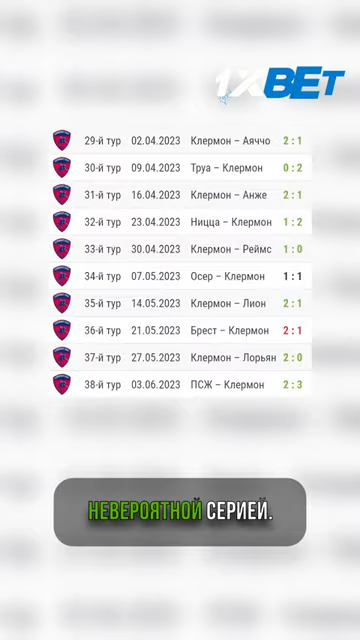 1XBET
29-й тур 02.04.2023 Клермон – Аяччо 2 : 1
30-й тур 09.04.2023 Труа – Клермон 0 : 2
31-й тур 16.04.2023 Клермон – Анже 2 : 1
32-й тур 23.04.2023 Ницца – Клермон 1 : 2
33-й тур 30.04.2023 Клермон – Реймс 1 : 0
34-й тур 07.05.2023 Осер – Клермон 1 : 1
35-й тур 14.05.2023 Клермон – Лион 2 : 1
36-й тур 21.05.2023 Брест – Клермон 2 : 1
37-й тур 27.05.2023 Клермон – Лорьян 2 : 0
38-й тур 03.06.2023 ПСЖ – Клермон 2 : 3
НЕВЕРОЯТНОЙ СЕРИЕЙ.